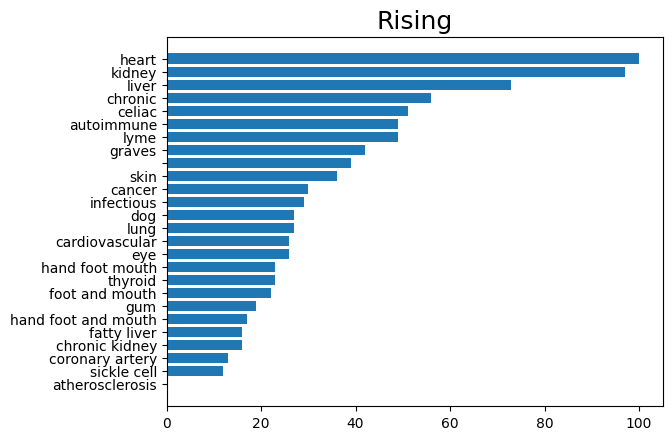 Rising
heart
kidney
liver
chronic
celiac
autoimmune
lyme
graves
skin
cancer
infectious
dog
lung
cardiovascular
eye
hand foot mouth
thyroid
foot and mouth
gum
hand foot and mouth
fatty liver
chronic kidney
coronary artery
sickle cell
atherosclerosis
0 20 40 60 80 100